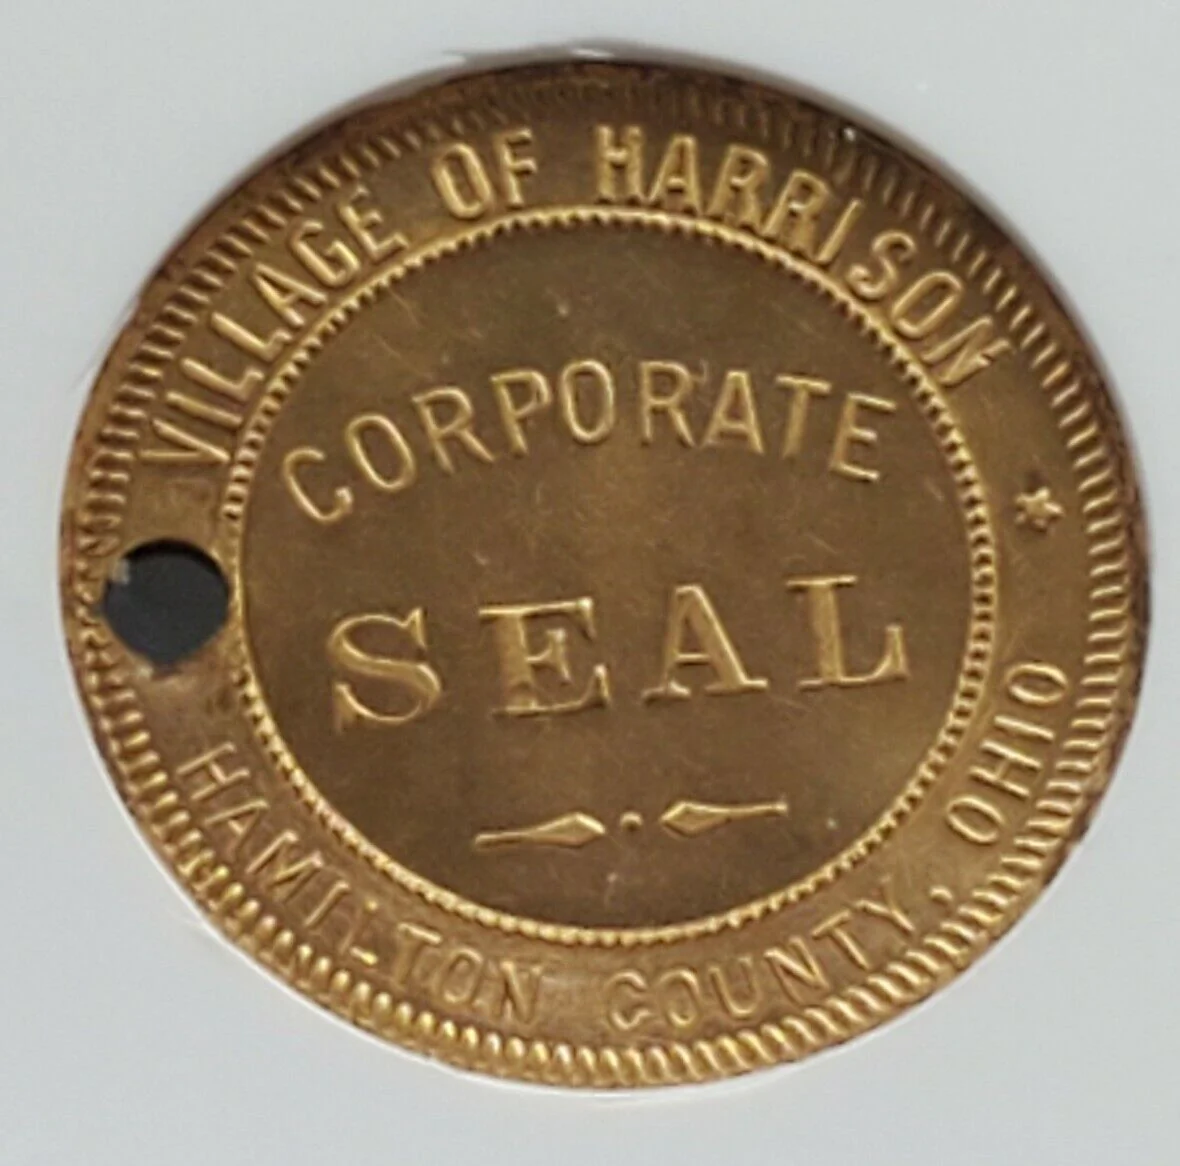 VILLAGE OF HARRISON
CORPORATE
SEAL
HAMILTON COUNTY, OHIO